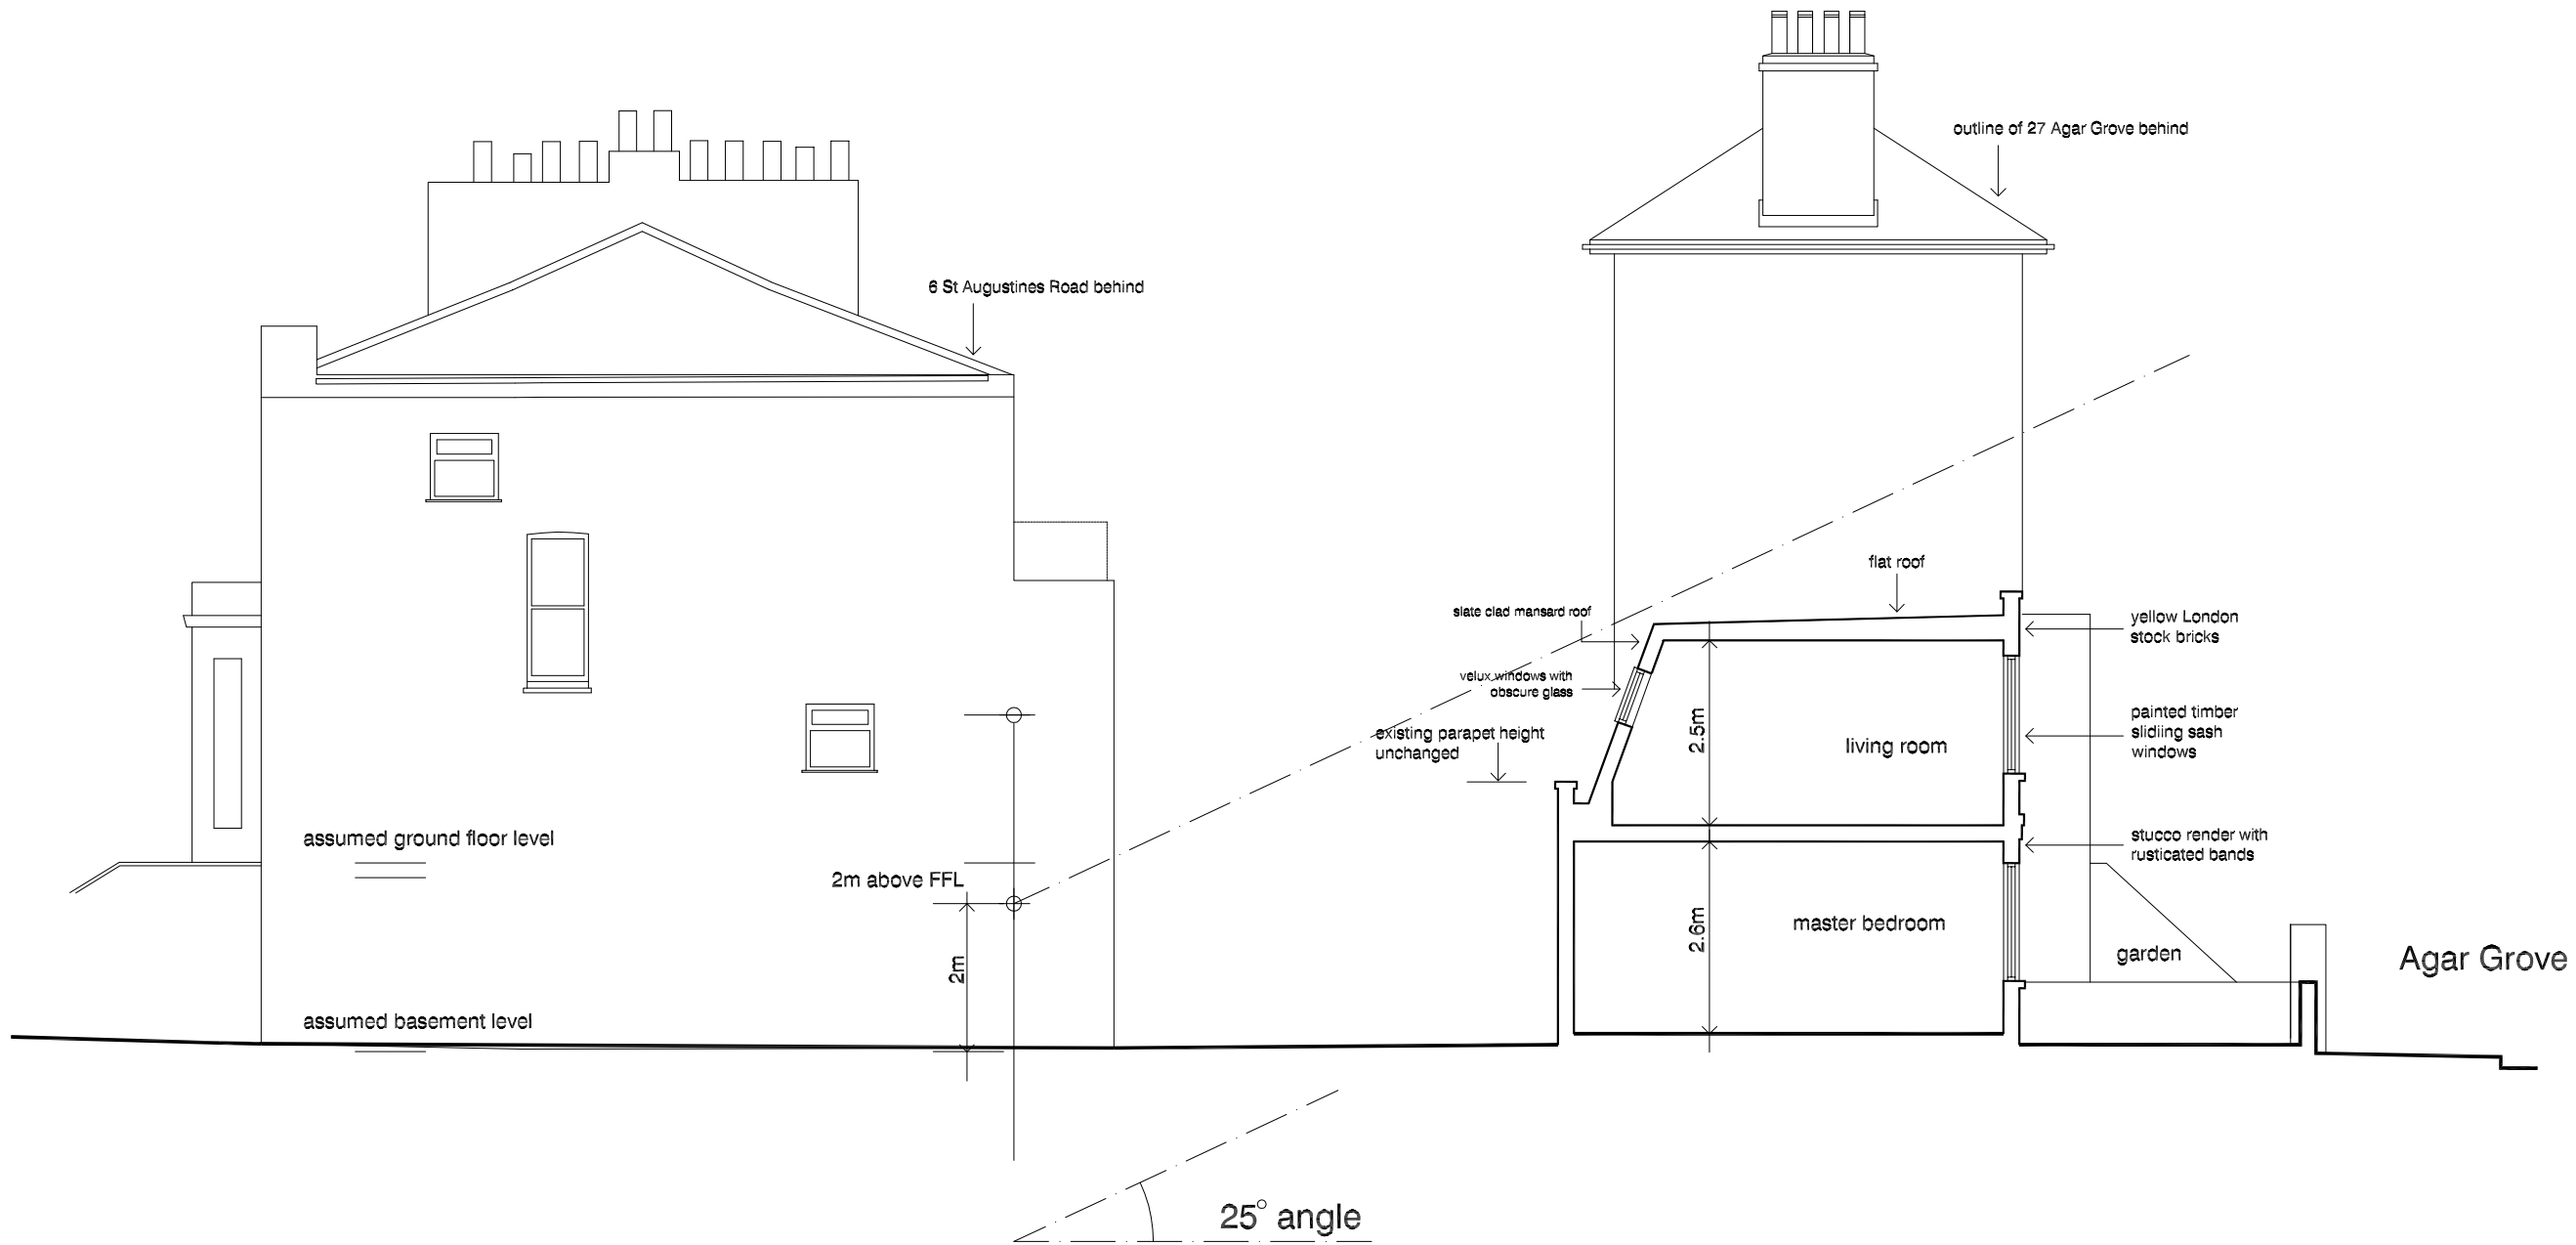 outline of 27 Agar Grove behind
6 St Augustines Road behind
flat roof
slate clad mansard roof
yellow London
stock bricks
velux windows with
obscure glass
painted timber
slidiing sash
windows
existing parapet height
unchanged
2.5m
living room
assumed ground floor level
stucco render with
rusticated bands
2m above FFL
2.6m
master bedroom
garden
Agar Grove
2m
assumed basement level
25° angle